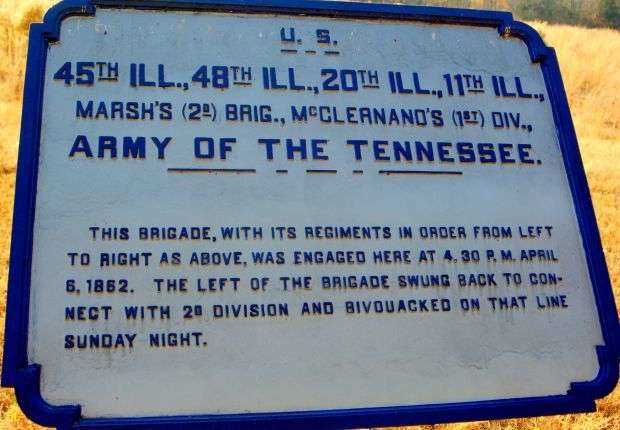 U. S.
45TH ILL., 48TH ILL., 20TH ILL., 11TH ILL.,
MARSH'S (2D) BRIG., McCLERNAND'S (1ST) DIV.,
ARMY OF THE TENNESSEE.
THIS BRIGADE, WITH ITS REGIMENTS IN ORDER FROM LEFT
TO RIGHT AS ABOVE, WAS ENGAGED HERE AT 4.30 P.M. APRIL
6, 1862. THE LEFT OF THE BRIGADE SWUNG BACK TO CON-
NECT WITH 2D DIVISION AND BIVOUACKED ON THAT LINE
SUNDAY NIGHT.